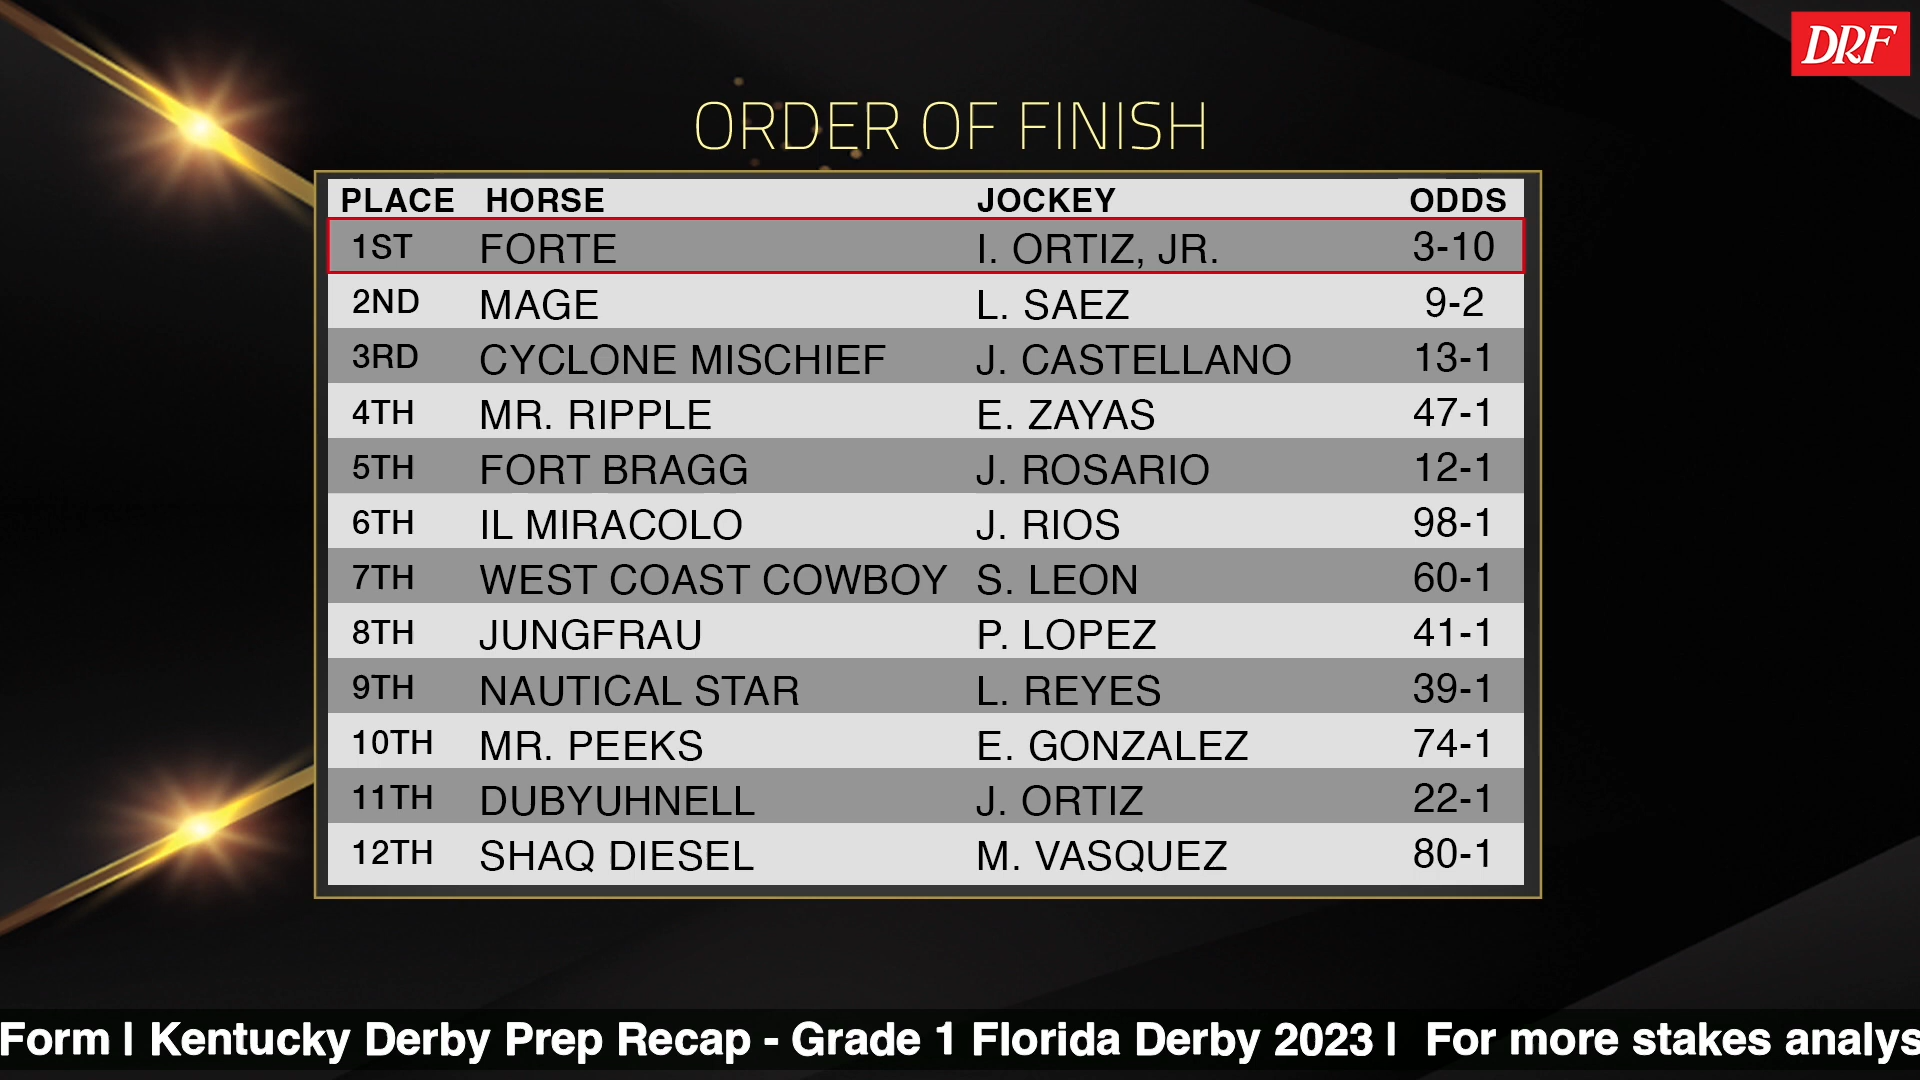 DRF
ORDER OF FINISH
PLACE HORSE JOCKEY ODDS
1ST FORTE I. ORTIZ, JR. 3-10
2ND MAGE L. SAEZ 9-2
3RD CYCLONE MISCHIEF J. CASTELLANO 13-1
4TH MR. RIPPLE E. ZAYAS 47-1
5TH FORT BRAGG J. ROSARIO 12-1
6TH IL MIRACOLO J. RIOS 98-1
7TH WEST COAST COWBOY S. LEON 60-1
8TH JUNGFRAU P. LOPEZ 41-1
9TH NAUTICAL STAR L. REYES 39-1
10TH MR. PEEKS E. GONZALEZ 74-1
11TH DUBYUHNELL J. ORTIZ 22-1
12TH SHAQ DIESEL M. VASQUEZ 80-1
Form | Kentucky Derby Prep Recap - Grade 1 Florida Derby 2023 | For more stakes analys